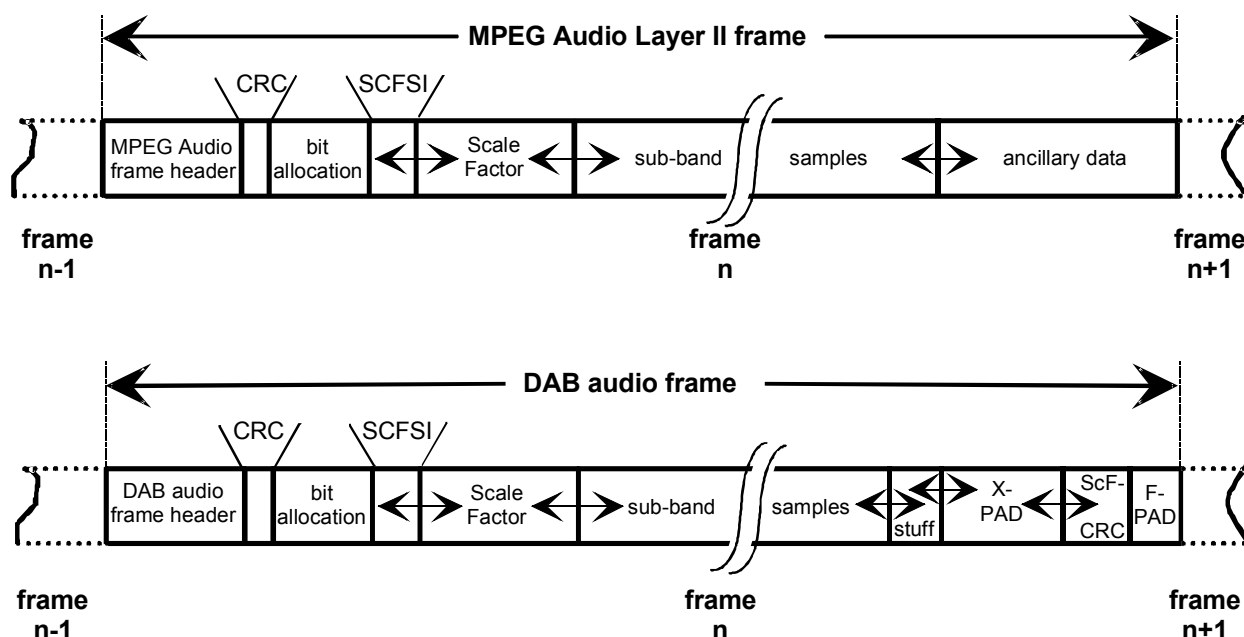 MPEG Audio Layer II frame
CRC
SCFSI
MPEG Audio
frame header
bit
allocation
Scale
Factor
sub-band
samples
ancillary data
frame
n-1
frame
n
frame
n+1
DAB audio frame
CRC
SCFSI
DAB audio
frame header
bit
allocation
Scale
Factor
sub-band
samples
stuff
X-
PAD
ScF-
CRC
F-
PAD
frame
n-1
frame
n
frame
n+1